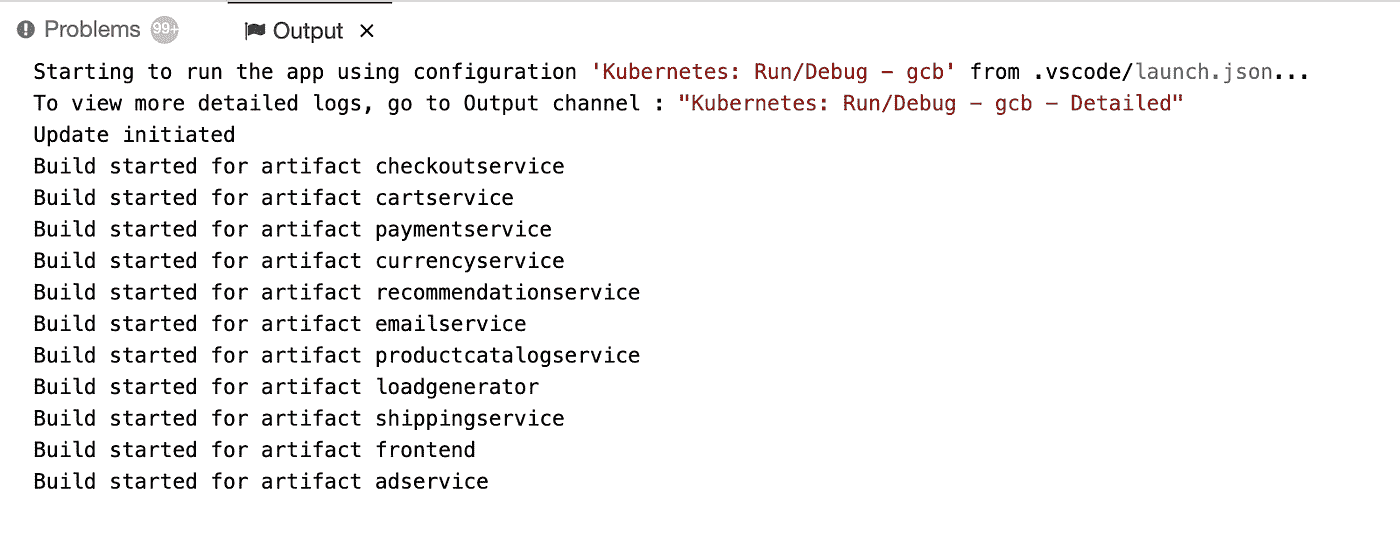 Problems 99+ Output ×
Starting to run the app using configuration 'Kubernetes: Run/Debug - gcb' from .vscode/launch.json...
To view more detailed logs, go to Output channel : "Kubernetes: Run/Debug - gcb - Detailed"
Update initiated
Build started for artifact checkoutservice
Build started for artifact cartservice
Build started for artifact paymentservice
Build started for artifact currencyservice
Build started for artifact recommendationservice
Build started for artifact emailservice
Build started for artifact productcatalogservice
Build started for artifact loadgenerator
Build started for artifact shippingservice
Build started for artifact frontend
Build started for artifact adservice